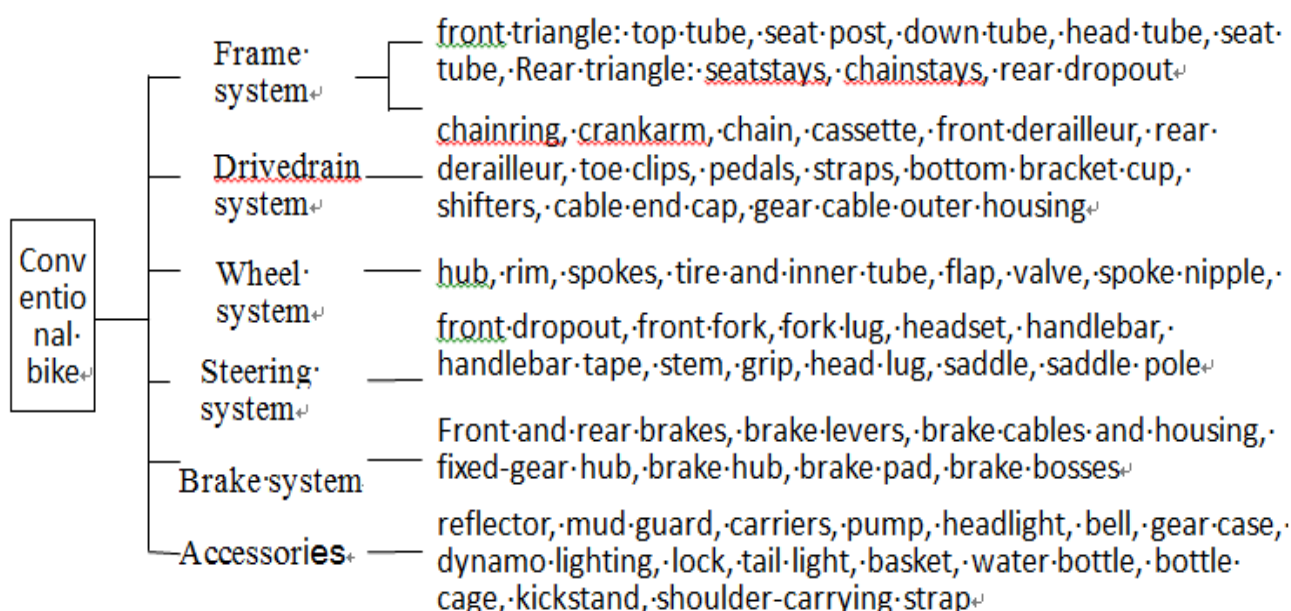 Conv
entio
nal
bike
Frame
system
front triangle: top tube, seat post, down tube, head tube, seat
tube, Rear triangle: seatstays, chainstays, rear dropout
Drivedrain
system
chainring, crankarm, chain, cassette, front derailleur, rear
derailleur, toe clips, pedals, straps, bottom bracket cup,
shifters, cable end cap, gear cable outer housing
Wheel
system
hub, rim, spokes, tire and inner tube, flap, valve, spoke nipple,
Steering
system
front dropout, front fork, fork lug, headset, handlebar,
handlebar tape, stem, grip, head lug, saddle, saddle pole
Brake system
Front and rear brakes, brake levers, brake cables and housing,
fixed-gear hub, brake hub, brake pad, brake bosses
Accessories
reflector, mud guard, carriers, pump, headlight, bell, gear case,
dynamo lighting, lock, tail light, basket, water bottle, bottle
cage, kickstand, shoulder-carrying strap